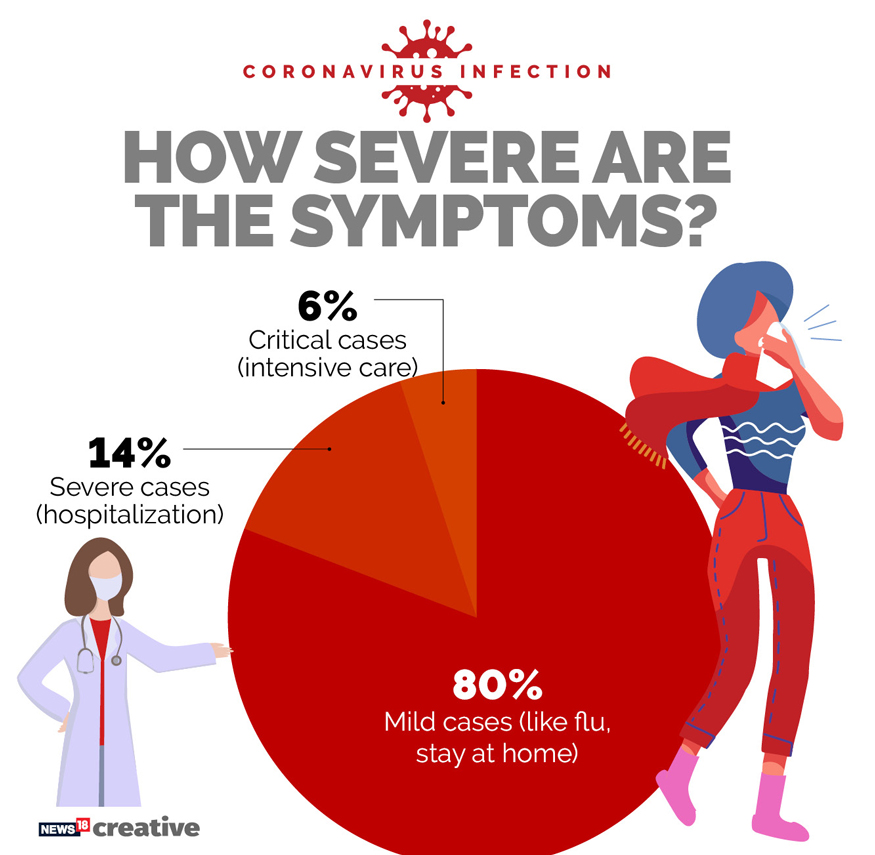 CORONAVIRUS INFECTION
HOW SEVERE ARE
THE SYMPTOMS?
6%
Critical cases
(intensive care)
14%
Severe cases
(hospitalization)
80%
Mild cases (like flu,
stay at home)
NEWS18 creative